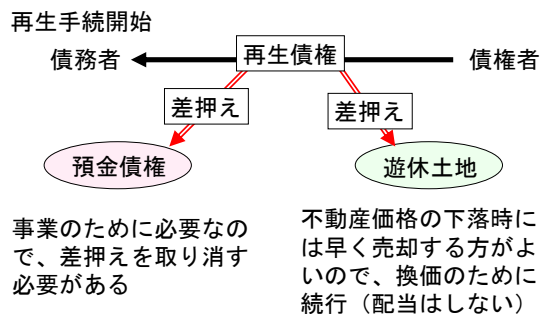 再生手続開始
債務者
再生債権
債権者
差押え
差押え
預金債権
遊休土地
事業のために必要なの
で、差押えを取り消す
必要がある
不動産価格の下落時に
は早く売却する方がよ
いので、換価のために
続行（配当はしない）